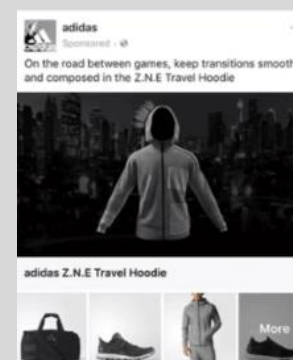 adidas
Sponsored ·
On the road between games, keep transitions smooth
and composed in the Z.N.E Travel Hoodie
adidas Z.N.E Travel Hoodie
More